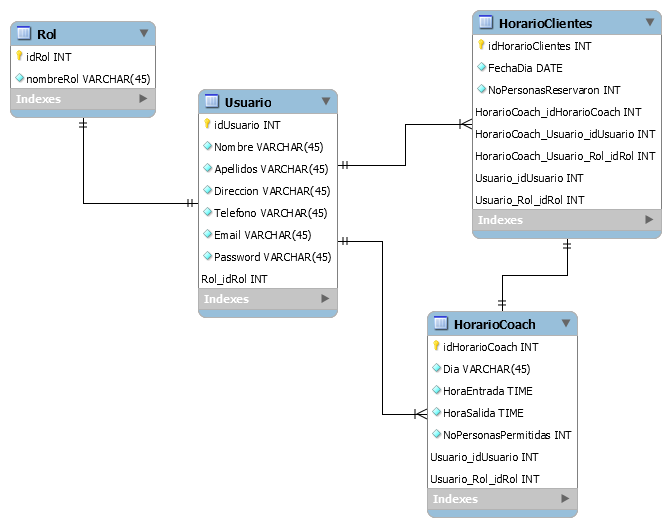 Rol
idRol INT
nombreRol VARCHAR(45)
Indexes
Usuario
idUsuario INT
Nombre VARCHAR(45)
Apellidos VARCHAR(45)
Direccion VARCHAR(45)
Telefono VARCHAR(45)
Email VARCHAR(45)
Password VARCHAR(45)
Rol_idRol INT
Indexes
HorarioClientes
idHorarioClientes INT
FechaDia DATE
NoPersonasReservaron INT
HorarioCoach_idHorarioCoach INT
HorarioCoach_Usuario_idUsuario INT
HorarioCoach_Usuario_Rol_idRol INT
Usuario_idUsuario INT
Usuario_Rol_idRol INT
Indexes
HorarioCoach
idHorarioCoach INT
Dia VARCHAR(45)
HoraEntrada TIME
HoraSalida TIME
NoPersonasPermitidas INT
Usuario_idUsuario INT
Usuario_Rol_idRol INT
Indexes